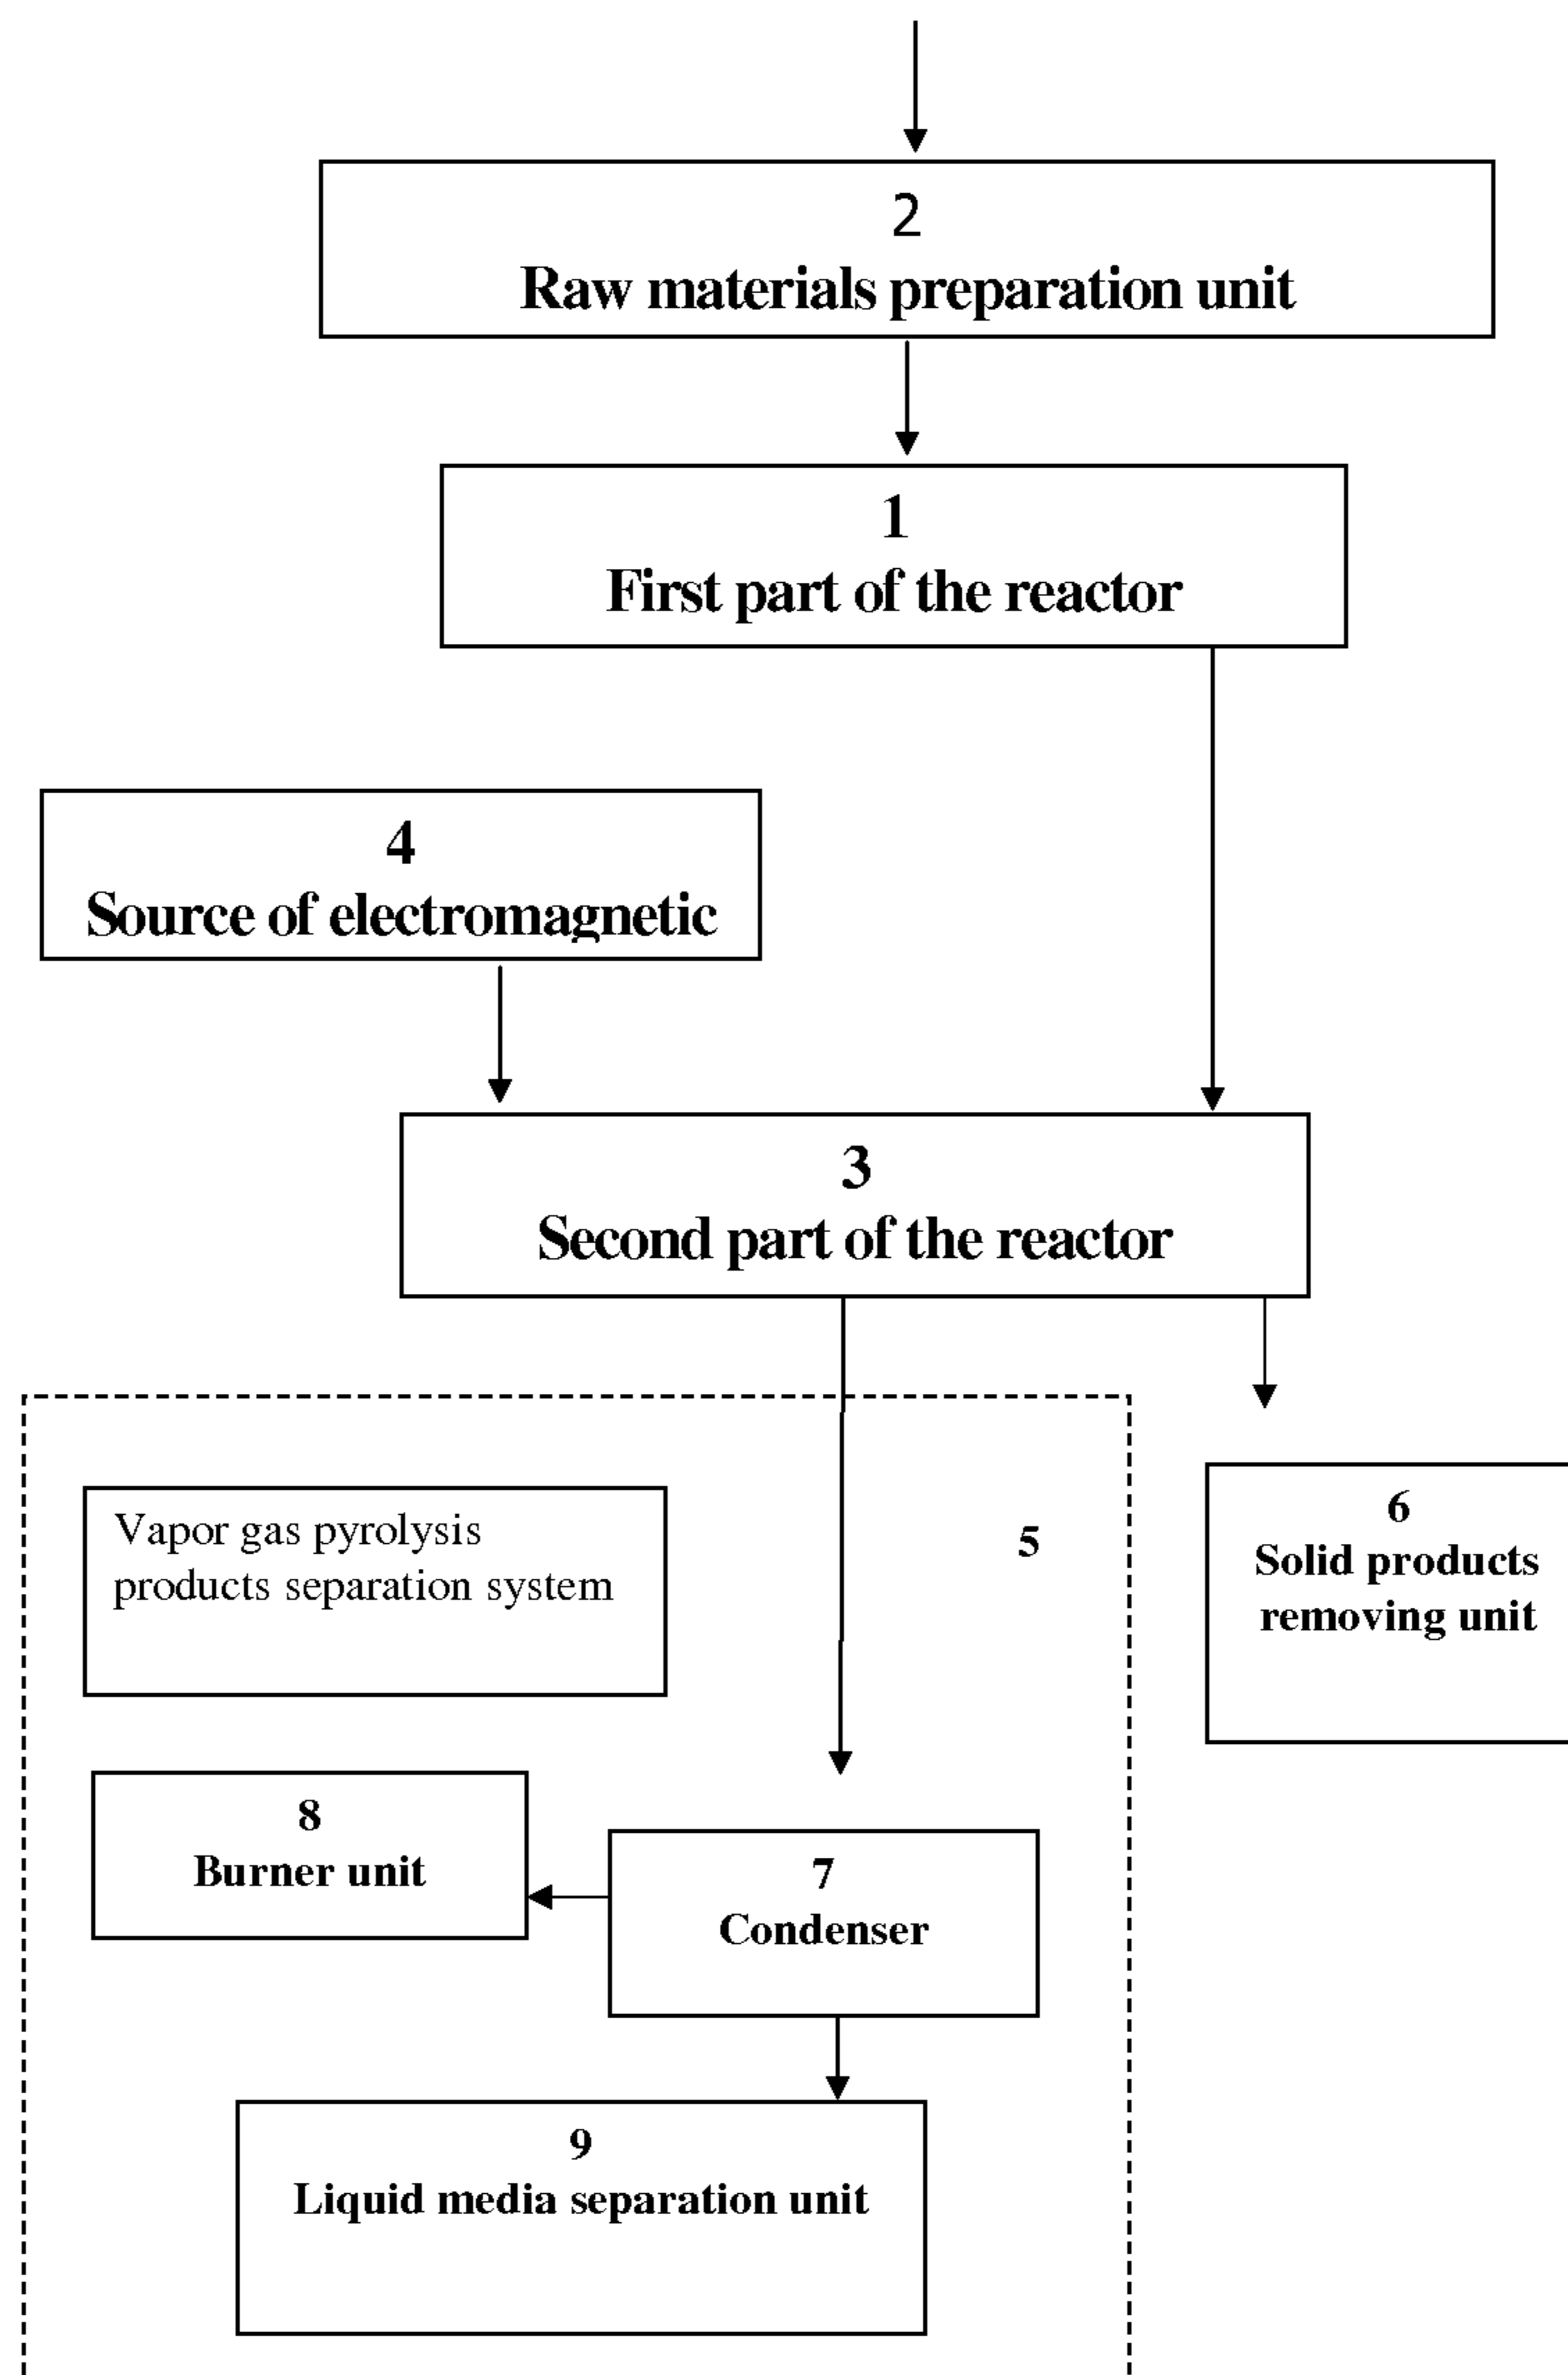 2
Raw materials preparation unit
1
First part of the reactor
4
Source of electromagnetic
3
Second part of the reactor
Vapor gas pyrolysis
products separation system
5
6
Solid products
removing unit
8
Burner unit
7
Condenser
9
Liquid media separation unit